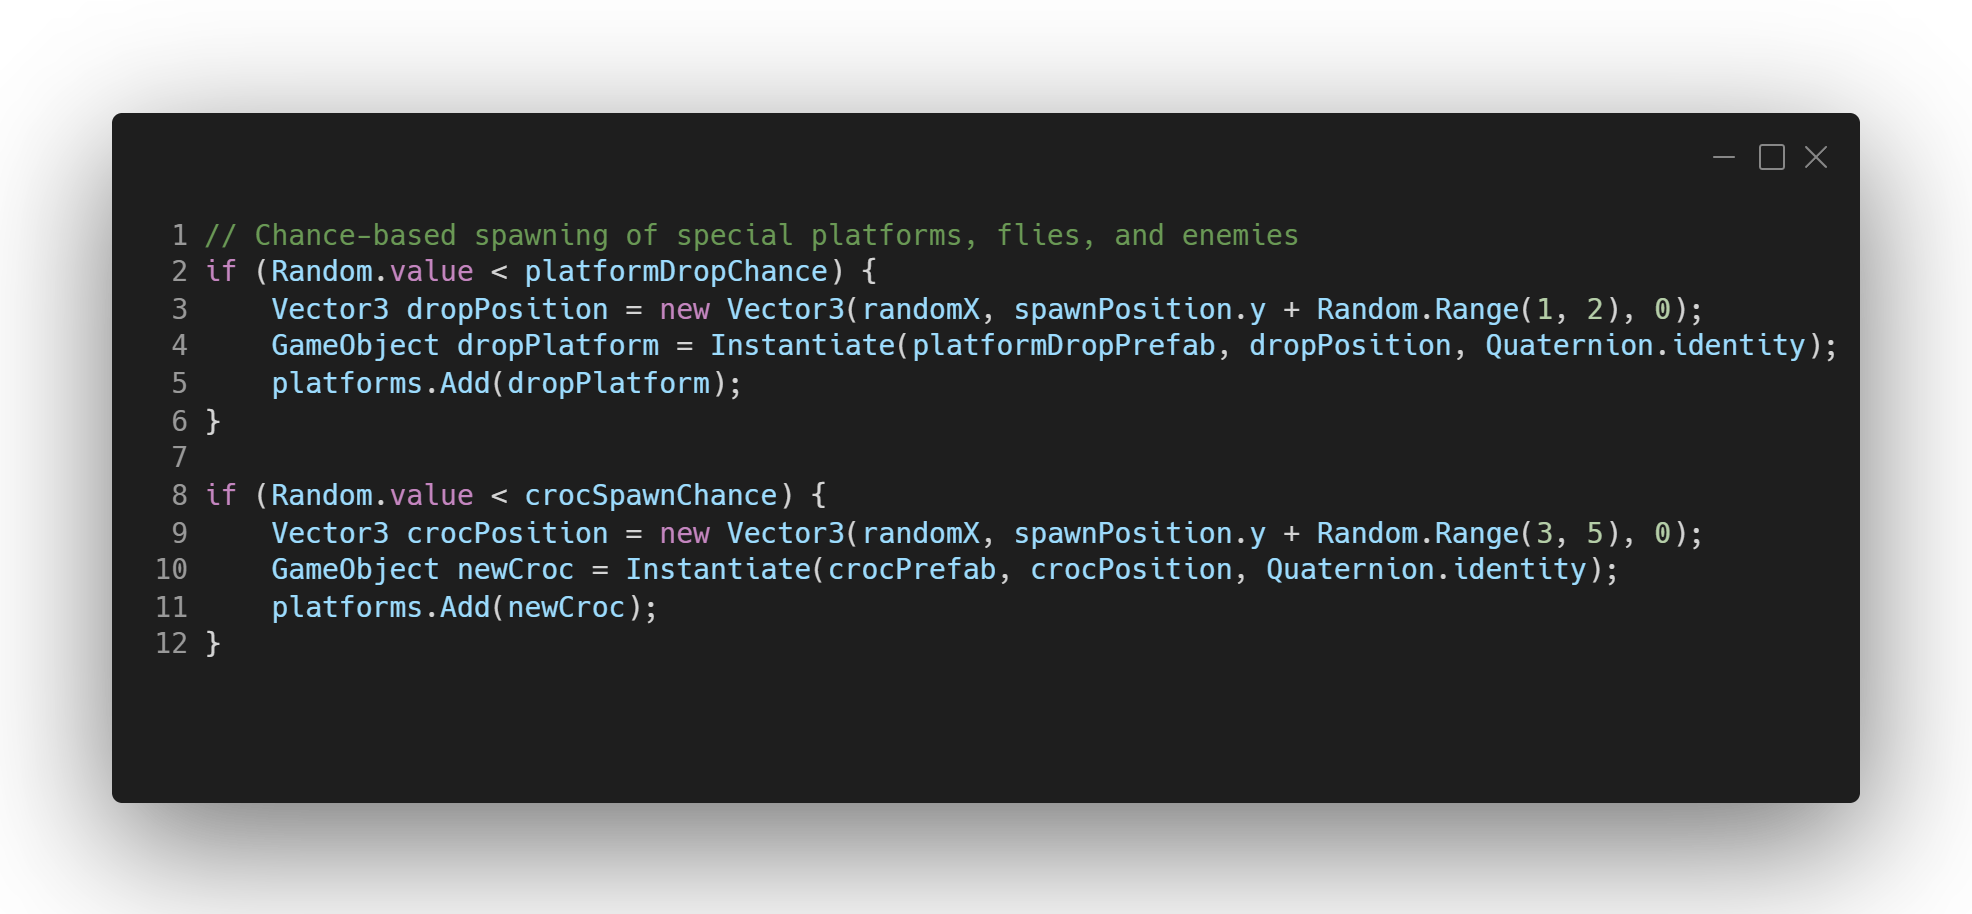 1 // Chance-based spawning of special platforms, flies, and enemies
2 if (Random.value < platformDropChance) {
3     Vector3 dropPosition = new Vector3(randomX, spawnPosition.y + Random.Range(1, 2), 0);
4     GameObject dropPlatform = Instantiate(platformDropPrefab, dropPosition, Quaternion.identity);
5     platforms.Add(dropPlatform);
6 }
7
8 if (Random.value < crocSpawnChance) {
9     Vector3 crocPosition = new Vector3(randomX, spawnPosition.y + Random.Range(3, 5), 0);
10     GameObject newCroc = Instantiate(crocPrefab, crocPosition, Quaternion.identity);
11     platforms.Add(newCroc);
12 }